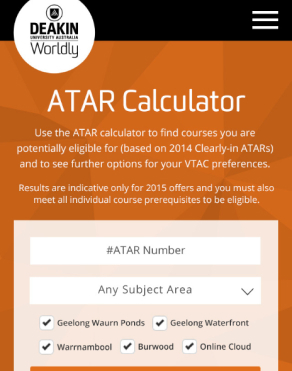 DEAKIN
UNIVERSITY AUSTRALIA
Worldly
ATAR Calculator
Use the ATAR calculator to find courses you are
potentially eligible for (based on 2014 Clearly-in ATARs)
and to see further options for your VTAC preferences.
Results are indicative only for 2015 offers and you must also
meet all individual course prerequisites to be eligible.
#ATAR Number
Any Subject Area
Geelong Waurn Ponds Geelong Waterfront
Warrnambool Burwood Online Cloud